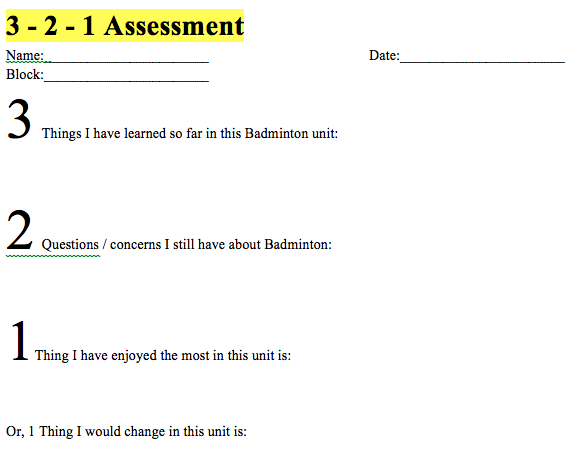 3 - 2 - 1 Assessment
Name:_______________________ Date:_______________________
Block:_______________________
3 Things I have learned so far in this Badminton unit:
2 Questions / concerns I still have about Badminton:
1 Thing I have enjoyed the most in this unit is:
Or, 1 Thing I would change in this unit is: